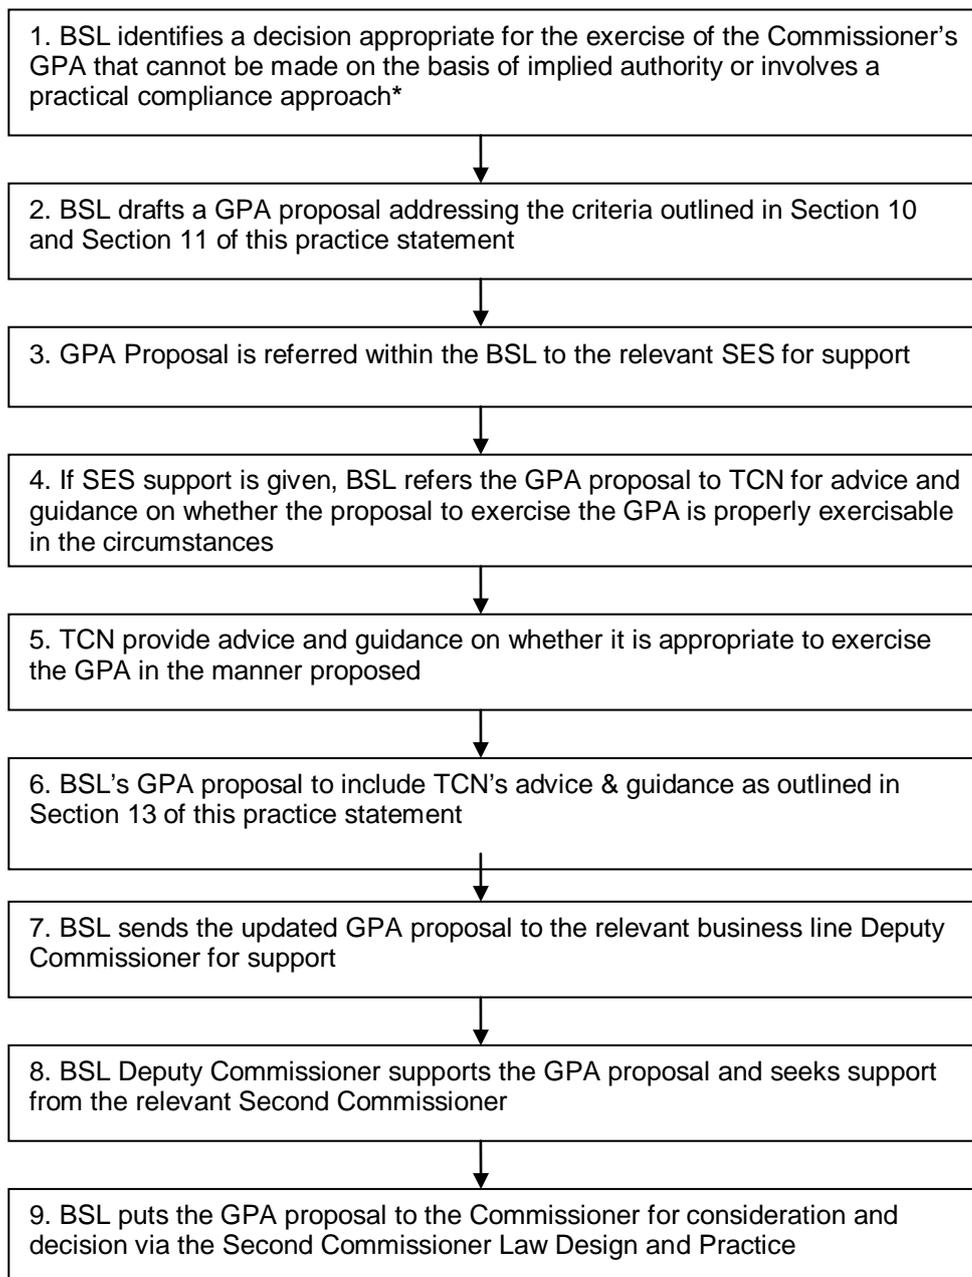 1. BSL identifies a decision appropriate for the exercise of the Commissioner’s
GPA that cannot be made on the basis of implied authority or involves a
practical compliance approach*
2. BSL drafts a GPA proposal addressing the criteria outlined in Section 10
and Section 11 of this practice statement
3. GPA Proposal is referred within the BSL to the relevant SES for support
4. If SES support is given, BSL refers the GPA proposal to TCN for advice and
guidance on whether the proposal to exercise the GPA is properly exercisable
in the circumstances
5. TCN provide advice and guidance on whether it is appropriate to exercise
the GPA in the manner proposed
6. BSL’s GPA proposal to include TCN’s advice & guidance as outlined in
Section 13 of this practice statement
7. BSL sends the updated GPA proposal to the relevant business line Deputy
Commissioner for support
8. BSL Deputy Commissioner supports the GPA proposal and seeks support
from the relevant Second Commissioner
9. BSL puts the GPA proposal to the Commissioner for consideration and
decision via the Second Commissioner Law Design and Practice